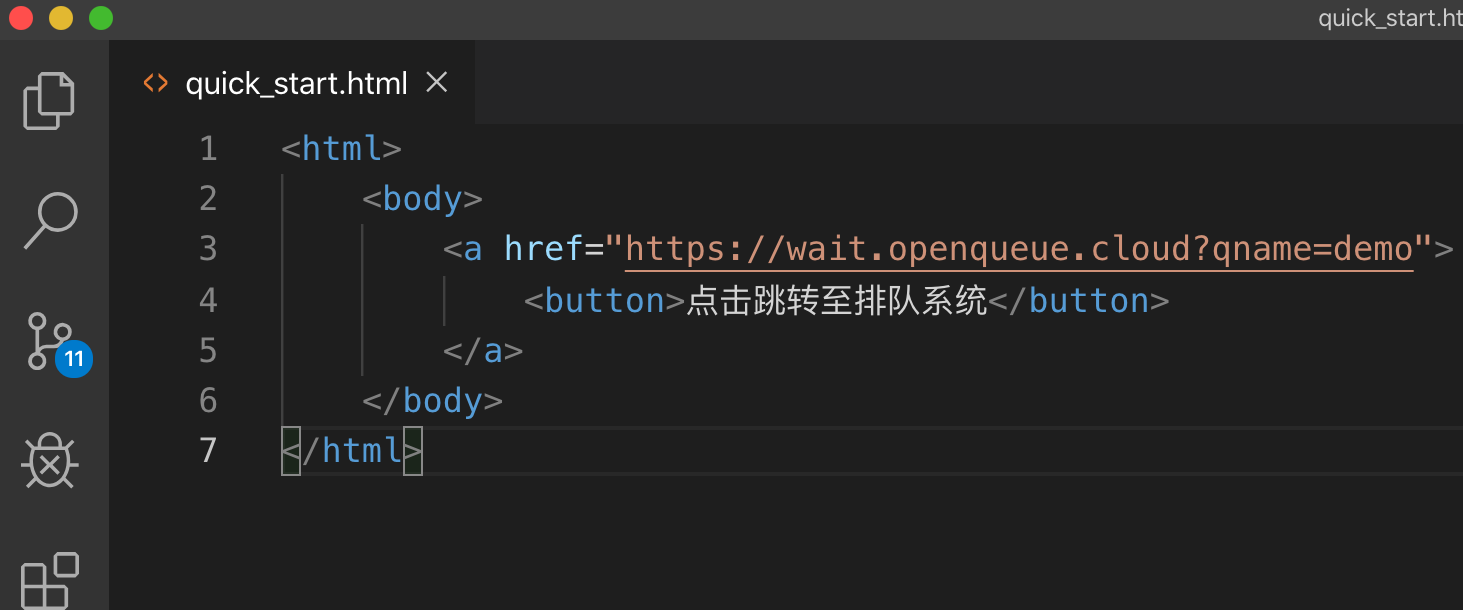 quick_start.ht
<> quick_start.html ×
1 <html>
2 <body>
3 <a href="https://wait.openqueue.cloud?qname=demo">
4 <button>点击跳转至排队系统</button>
5 </a>
6 </body>
7 </html>
11